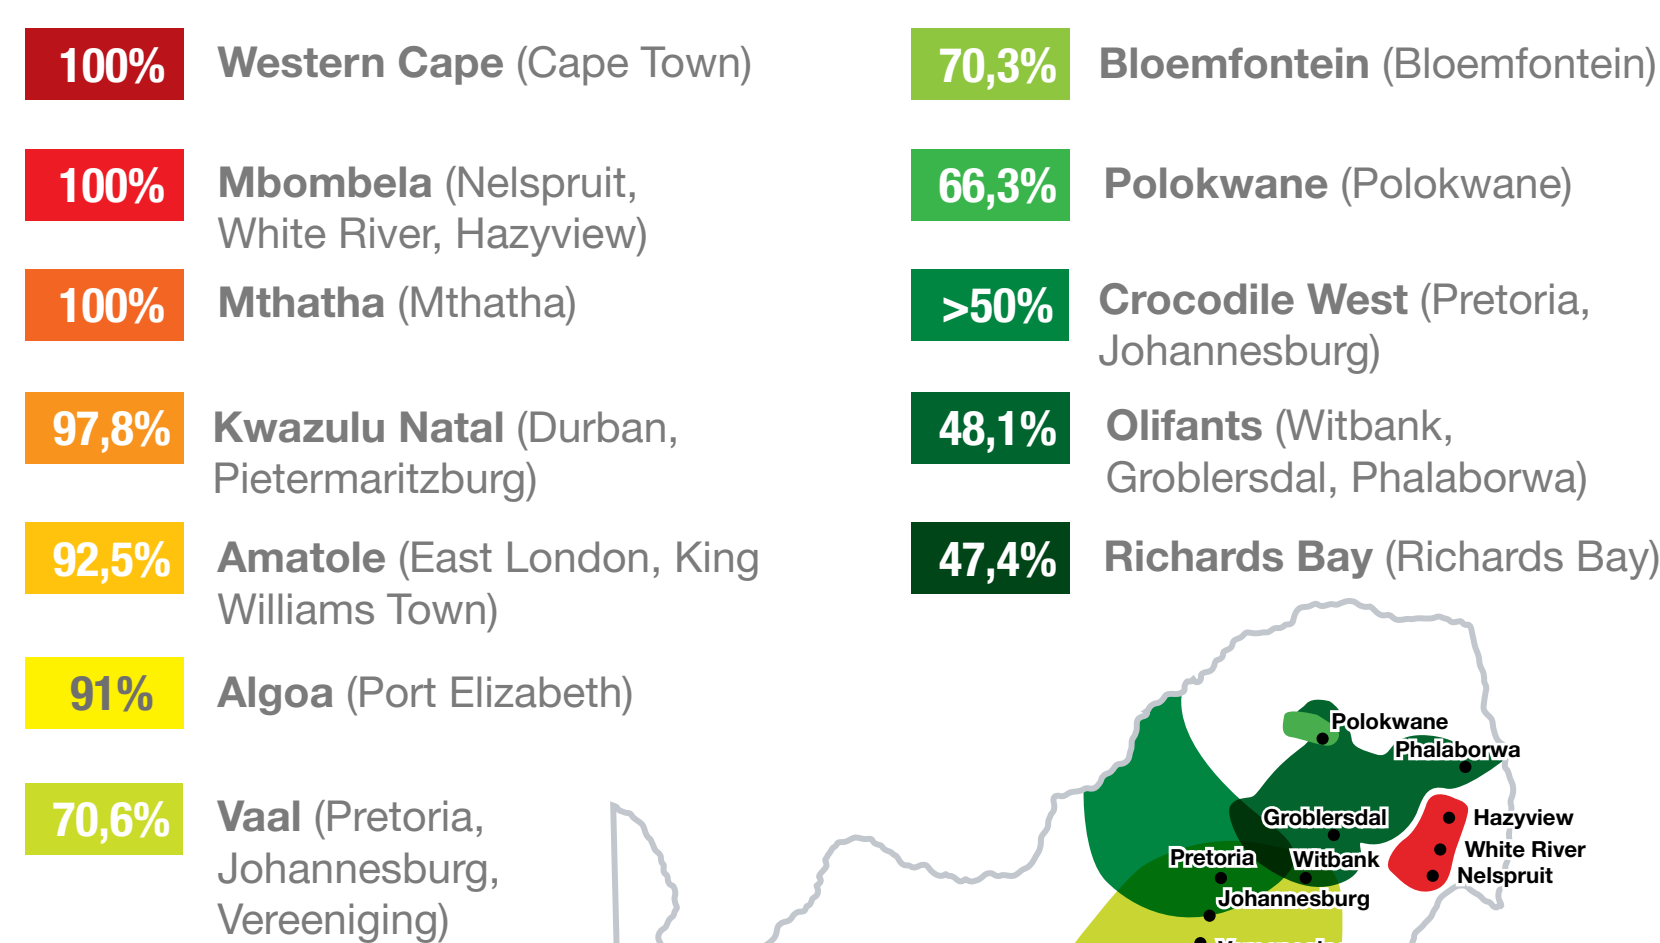 100% Western Cape (Cape Town)
100% Mbombela (Nelspruit,
White River, Hazyview)
100% Mthatha (Mthatha)
97,8% Kwazulu Natal (Durban,
Pietermaritzburg)
92,5% Amatole (East London, King
Williams Town)
91% Algoa (Port Elizabeth)
70,6% Vaal (Pretoria,
Johannesburg,
Vereeniging)
70,3% Bloemfontein (Bloemfontein)
66,3% Polokwane (Polokwane)
>50% Crocodile West (Pretoria,
Johannesburg)
48,1% Olifants (Witbank,
Groblersdal, Phalaborwa)
47,4% Richards Bay (Richards Bay)
Polokwane
Phalaborwa
Groblersdal
Hazyview
White River
Pretoria
Witbank
Nelspruit
Johannesburg